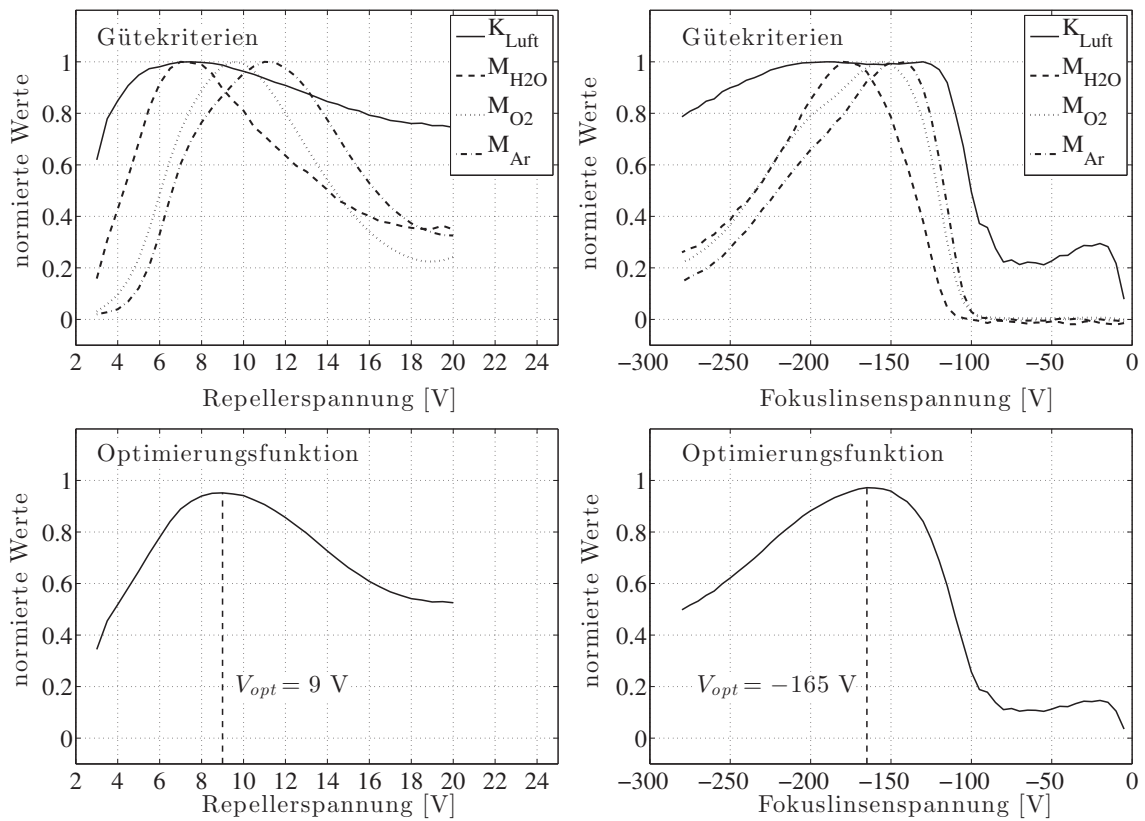 Gütekriterien
K_Luft
M_H2O
M_O2
M_Ar
normierte Werte
1
0.8
0.6
0.4
0.2
0
2 4 6 8 10 12 14 16 18 20 22 24
Repellerspannung [V]
Gütekriterien
K_Luft
M_H2O
M_O2
M_Ar
normierte Werte
1
0.8
0.6
0.4
0.2
0
−300 −250 −200 −150 −100 −50 0
Fokuslinsenspannung [V]
Optimierungsfunktion
normierte Werte
1
0.8
0.6
0.4
0.2
0
V_opt = 9 V
2 4 6 8 10 12 14 16 18 20 22 24
Repellerspannung [V]
Optimierungsfunktion
normierte Werte
1
0.8
0.6
0.4
0.2
0
V_opt = −165 V
−300 −250 −200 −150 −100 −50 0
Fokuslinsenspannung [V]